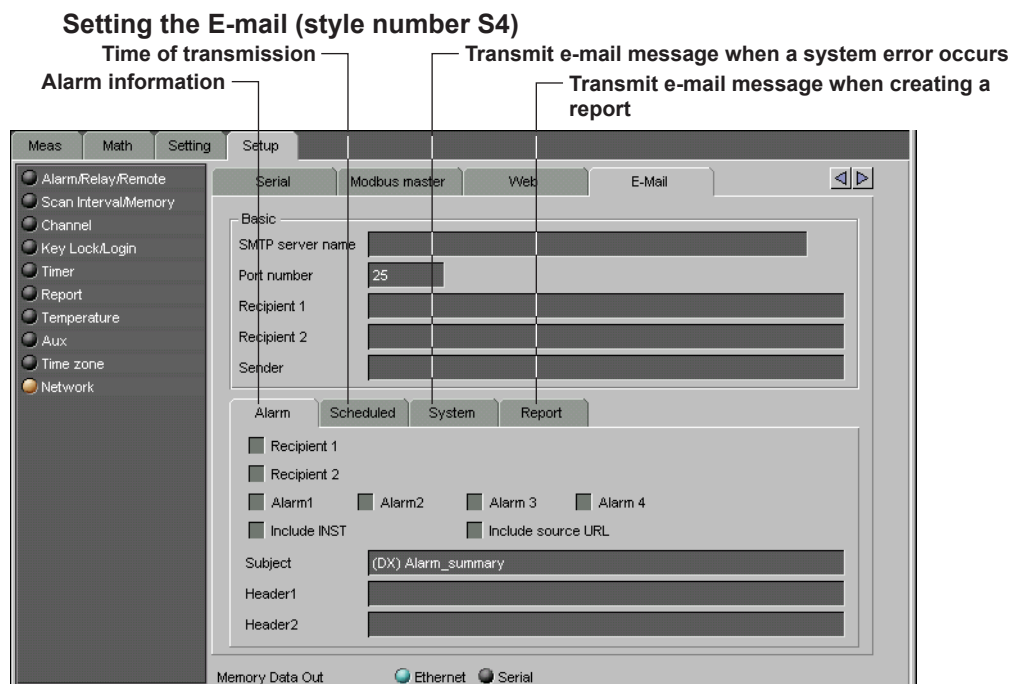 Setting the E-mail (style number S4)
Time of transmission
Transmit e-mail message when a system error occurs
Alarm information
Transmit e-mail message when creating a
report
Meas Math Setting Setup
Alarm/Relay/Remote
Scan Interval/Memory
Channel
Key Lock/Login
Timer
Report
Temperature
Aux
Time zone
Network
Serial Modbus master Web E-Mail
Basic
SMTP server name
Port number 25
Recipient 1
Recipient 2
Sender
Alarm Scheduled System Report
Recipient 1
Recipient 2
Alarm1 Alarm2 Alarm 3 Alarm 4
Include INST Include source URL
Subject (DX) Alarm_summary
Header1
Header2
Memory Data Out Ethernet Serial